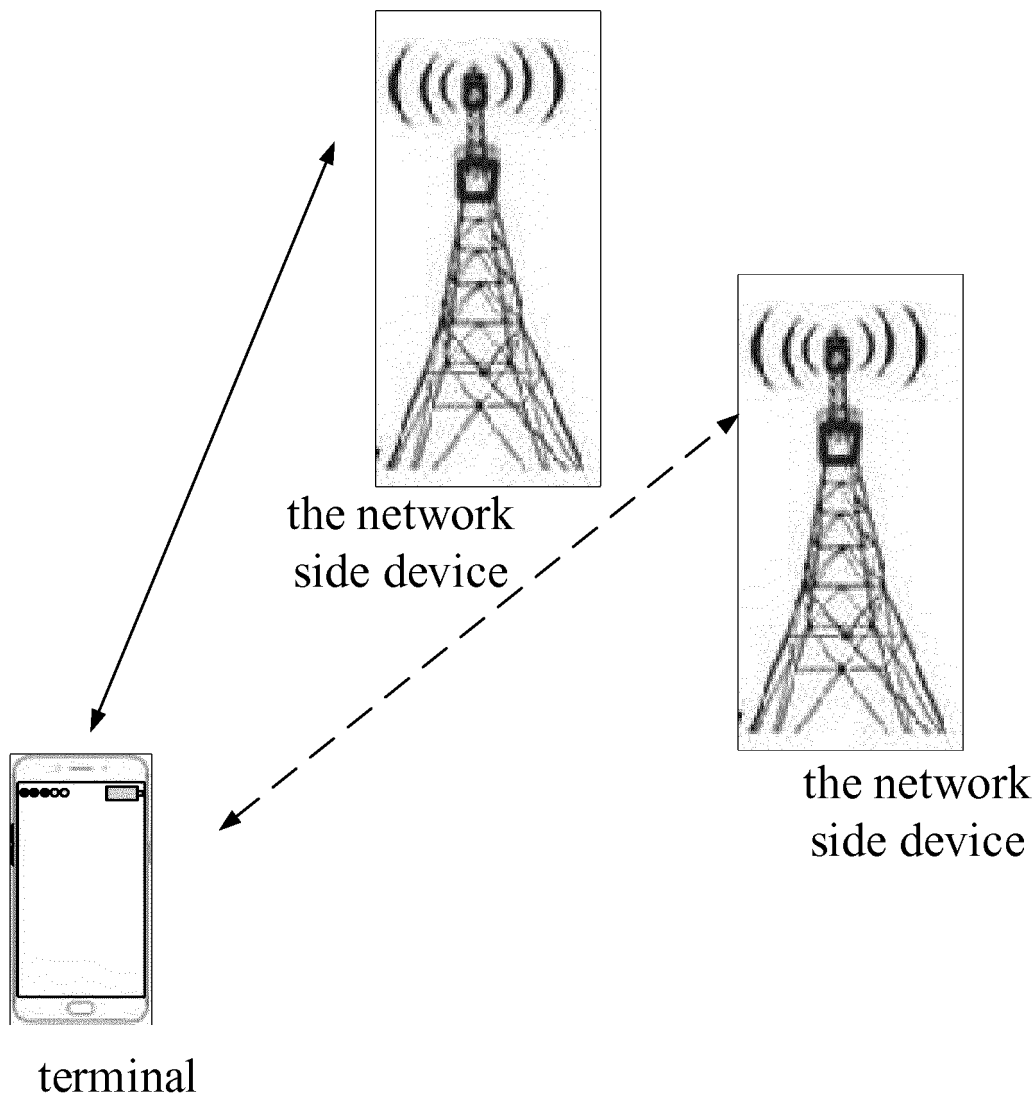 the network
side device
the network
side device
terminal